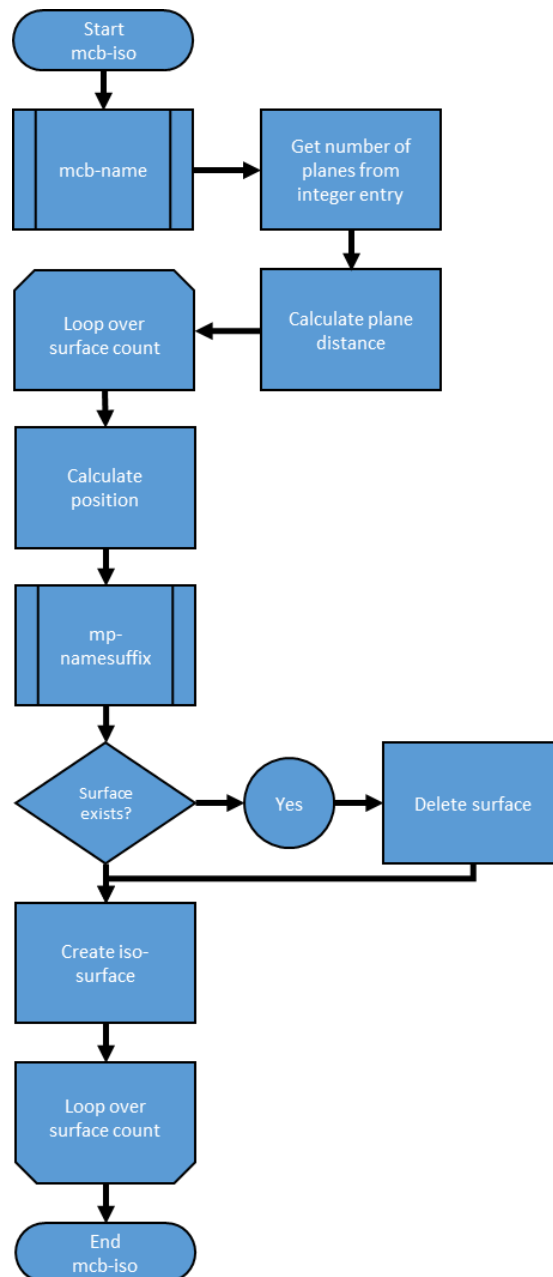 Start
mcb-iso
mcb-name
Get number of
planes from
integer entry
Loop over
surface count
Calculate plane
distance
Calculate
position
mp-
namesuffix
Surface
exists?
Yes
Delete surface
Create iso-
surface
Loop over
surface count
End
mcb-iso